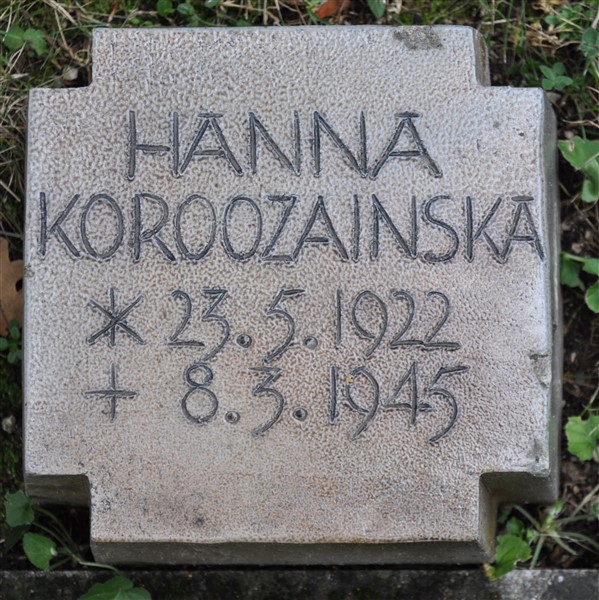 HANNA
KOROOZAINSKA
* 23.5.1922
+ 8.3.1945